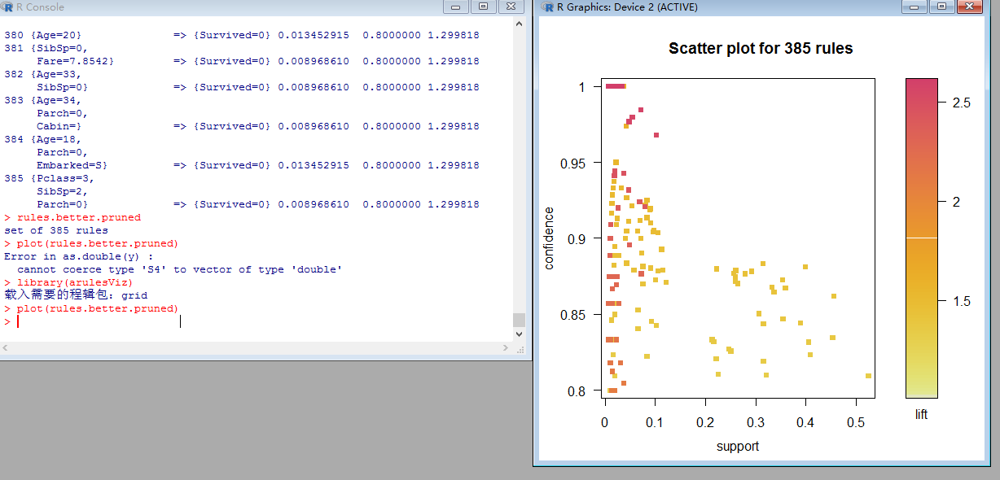 R Console
380 {Age=20} => {Survived=0} 0.013452915 0.8000000 1.299818
381 {SibSp=0,
Fare=7.8542} => {Survived=0} 0.008968610 0.8000000 1.299818
382 {Age=33,
SibSp=0} => {Survived=0} 0.008968610 0.8000000 1.299818
383 {Age=34,
Parch=0,
Cabin=} => {Survived=0} 0.008968610 0.8000000 1.299818
384 {Age=18,
Parch=0,
Embarked=S} => {Survived=0} 0.013452915 0.8000000 1.299818
385 {Pclass=3,
SibSp=2,
Parch=0} => {Survived=0} 0.008968610 0.8000000 1.299818
> rules.better.pruned
set of 385 rules
> plot(rules.better.pruned)
Error in as.double(y) :
cannot coerce type 'S4' to vector of type 'double'
> library(arulesViz)
载入需要的程辑包：grid
> plot(rules.better.pruned)
>
R Graphics: Device 2 (ACTIVE)
Scatter plot for 385 rules
1
0.95
0.9
0.85
0.8
confidence
0
0.1
0.2
0.3
0.4
0.5
support
2.5
2
1.5
lift